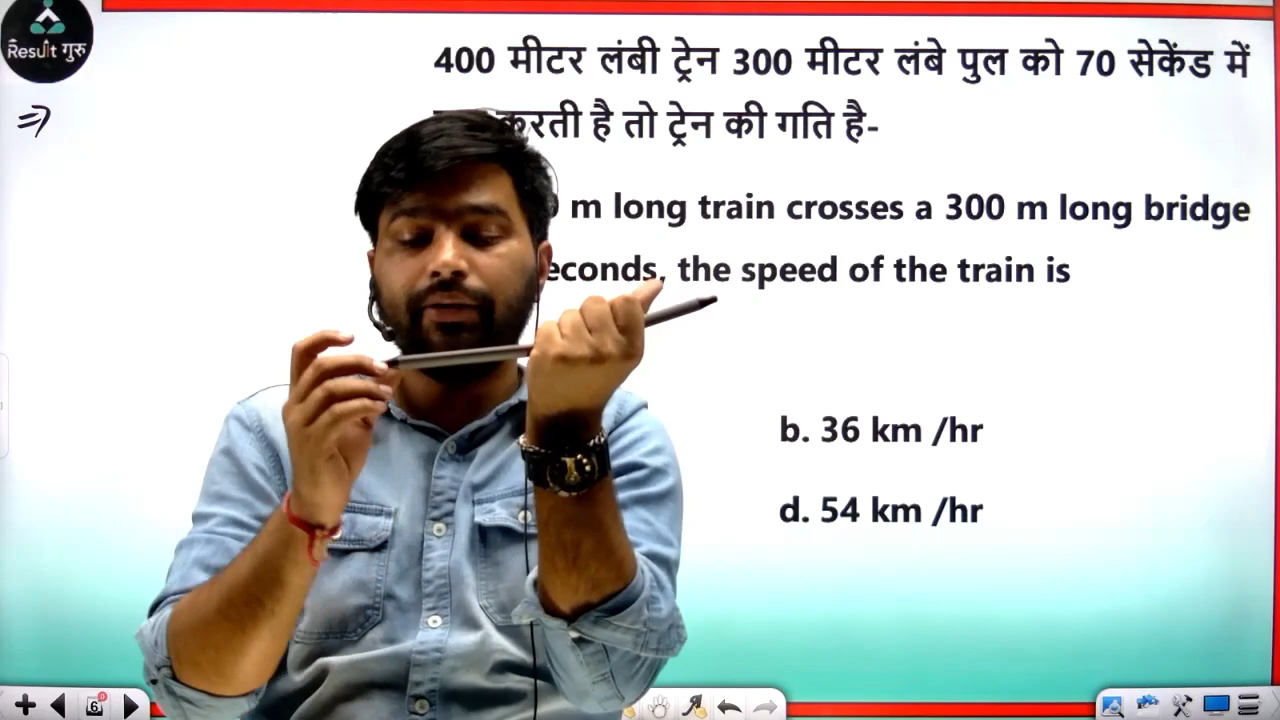 Result गुरु
400 मीटर लंबी ट्रेन 300 मीटर लंबे पुल को 70 सेकेंड में
करती है तो ट्रेन की गति है-
m long train crosses a 300 m long bridge
the speed of the train is
b. 36 km /hr
d. 54 km /hr
6